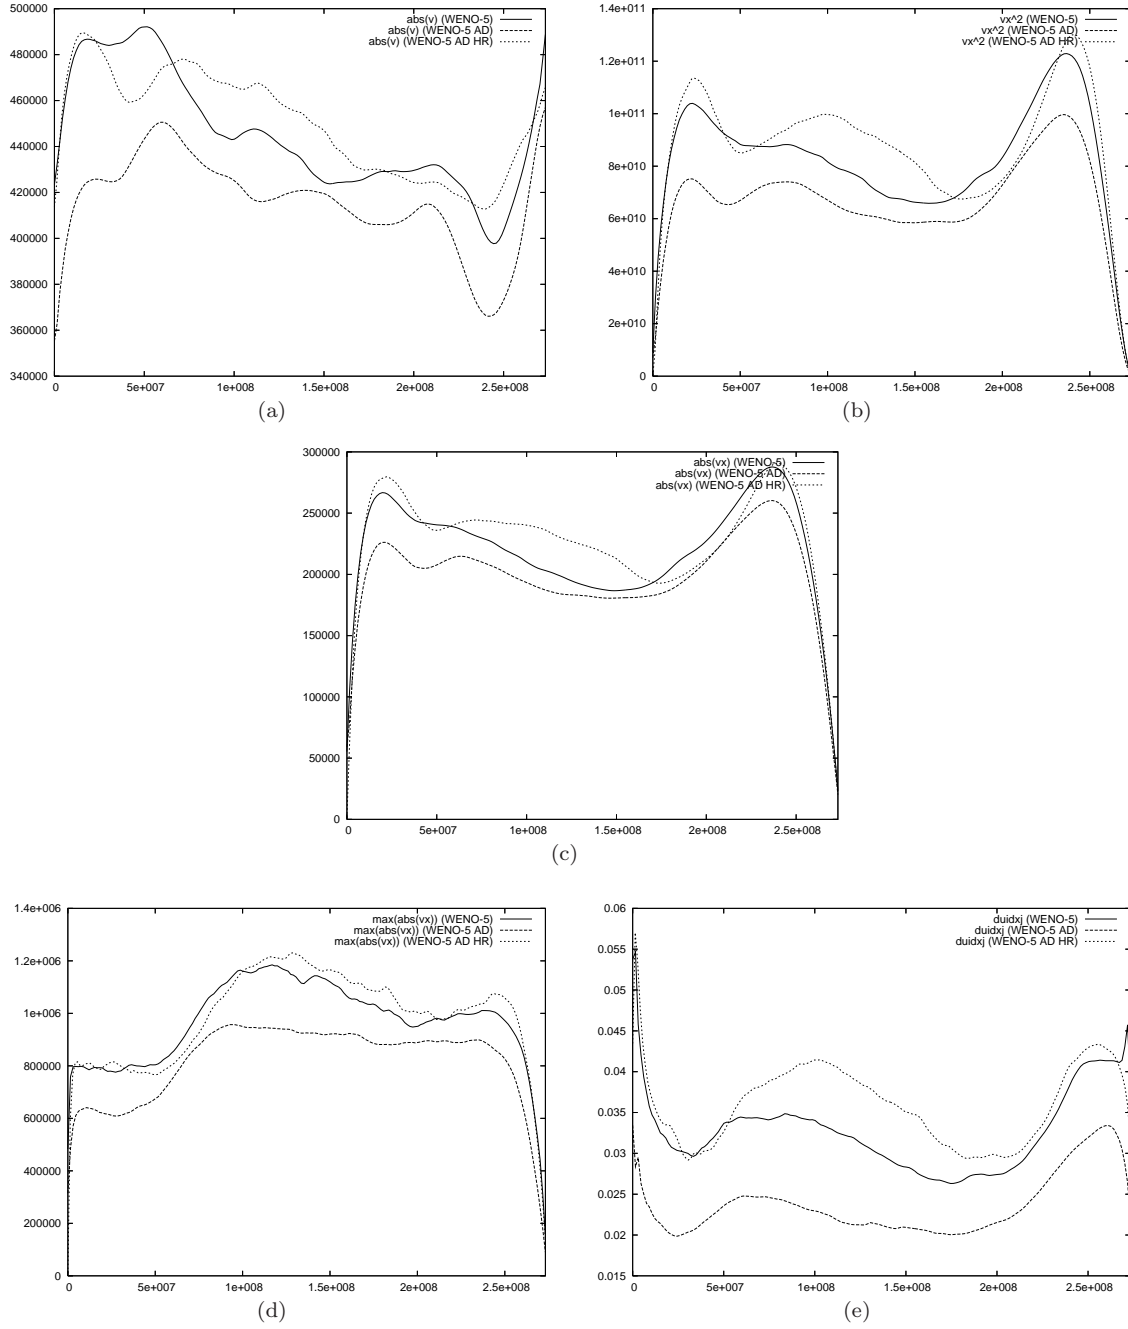 500000
480000
460000
440000
420000
400000
380000
360000
340000
0
5e+007
1e+008
1.5e+008
2e+008
2.5e+008
abs(v) (WENO-5)
abs(v) (WENO-5 AD)
abs(v) (WENO-5 AD HR)
(a)
1.4e+011
1.2e+011
1e+011
8e+010
6e+010
4e+010
2e+010
0
0
5e+007
1e+008
1.5e+008
2e+008
2.5e+008
vx^2 (WENO-5)
vx^2 (WENO-5 AD)
vx^2 (WENO-5 AD HR)
(b)
300000
250000
200000
150000
100000
50000
0
0
5e+007
1e+008
1.5e+008
2e+008
2.5e+008
abs(vx) (WENO-5)
abs(vx) (WENO-5 AD)
abs(vx) (WENO-5 AD HR)
(c)
1.4e+006
1.2e+006
1e+006
800000
600000
400000
200000
0
0
5e+007
1e+008
1.5e+008
2e+008
2.5e+008
max(abs(vx)) (WENO-5)
max(abs(vx)) (WENO-5 AD)
max(abs(vx)) (WENO-5 AD HR)
(d)
0.06
0.055
0.05
0.045
0.04
0.035
0.03
0.025
0.02
0.015
0
5e+007
1e+008
1.5e+008
2e+008
2.5e+008
duidxj (WENO-5)
duidxj (WENO-5 AD)
duidxj (WENO-5 AD HR)
(e)